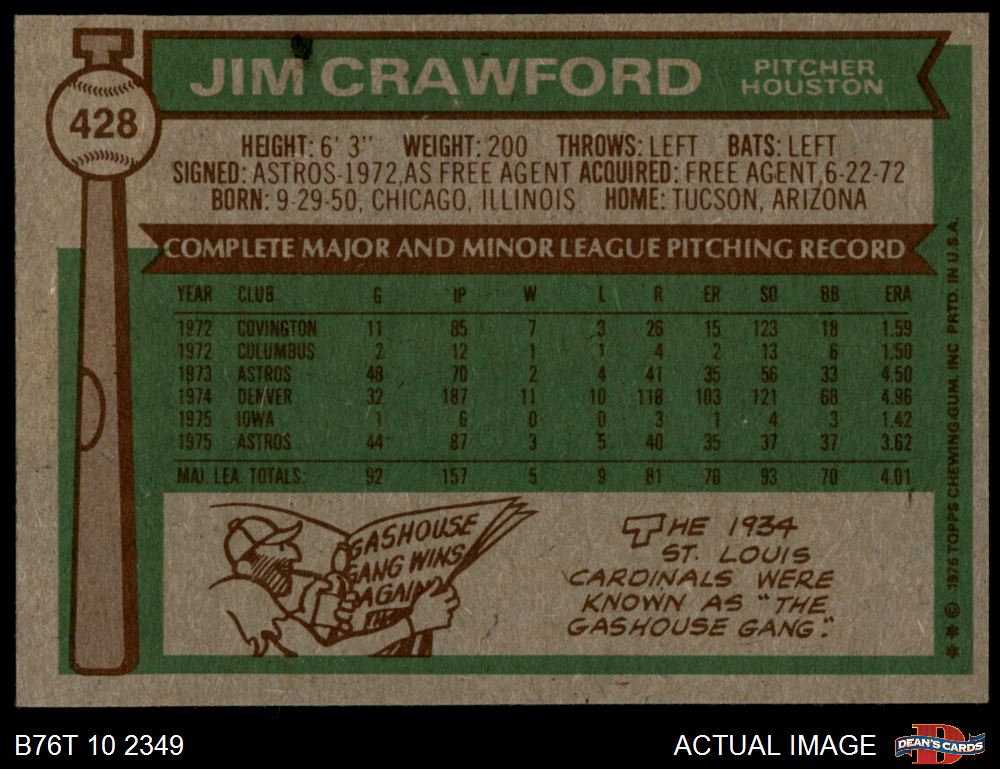 JIM CRAWFORD
PITCHER
HOUSTON
428
HEIGHT: 6' 3" WEIGHT: 200 THROWS: LEFT BATS: LEFT
SIGNED: ASTROS-1972, AS FREE AGENT ACQUIRED: FREE AGENT, 6-22-72
BORN: 9-29-50, CHICAGO, ILLINOIS HOME: TUCSON, ARIZONA
COMPLETE MAJOR AND MINOR LEAGUE PITCHING RECORD
YEAR CLUB G IP W L R ER SO BB ERA
1972 COVINGTON 11 85 7 3 26 15 123 18 1.59
1972 COLUMBUS 2 12 1 1 4 2 13 6 1.50
1973 ASTROS 48 70 2 4 41 35 56 33 4.50
1974 DENVER 32 187 11 10 118 103 121 68 4.96
1975 IOWA 1 6 0 0 3 1 4 3 1.42
1975 ASTROS 44 87 3 5 40 35 37 37 3.62
MAJ. LEA. TOTALS: 92 157 5 9 81 70 93 70 4.01
GASHOUSE
GANG WINS
AGAIN
THE 1934
ST. LOUIS
CARDINALS WERE
KNOWN AS "THE
GASHOUSE GANG."
** © 1976 TOPPS CHEWING GUM, INC PRTD. IN U.S.A.
B76T 10 2349
ACTUAL IMAGE
D
DEAN'S CARDS